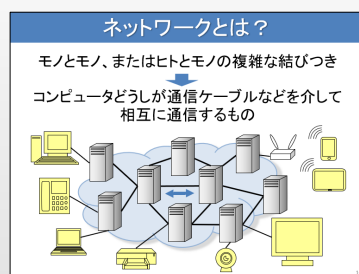 ネットワークとは？
モノとモノ、またはヒトとモノの複雑な結びつき
コンピュータどうしが通信ケーブルなどを介して
相互に通信するもの